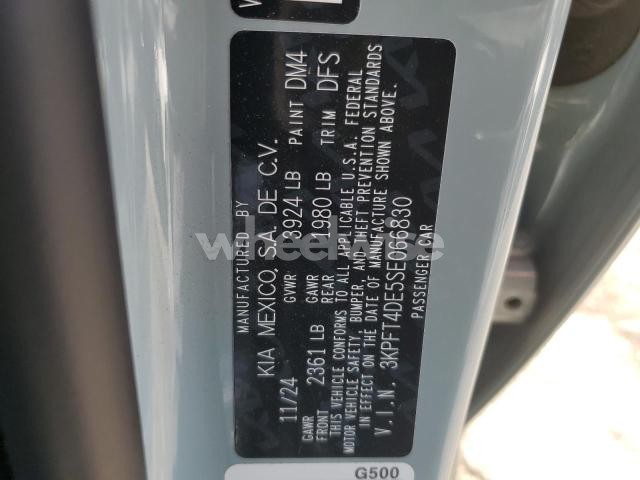 MANUFACTURED BY
KIA MEXICO, S.A. DE C.V.
11/24 GVWR 3924 LB PAINT DM4
GAWR FRONT 2361 LB GAWR REAR 1980 LB TRIM DFS
THIS VEHICLE CONFORMS TO ALL APPLICABLE U.S.A. FEDERAL
MOTOR VEHICLE SAFETY, BUMPER, AND THEFT PREVENTION STANDARDS
IN EFFECT ON THE DATE OF MANUFACTURE SHOWN ABOVE.
V.I.N. 3KPFT4DE5SE066830
PASSENGER CAR
G500
wheelwise